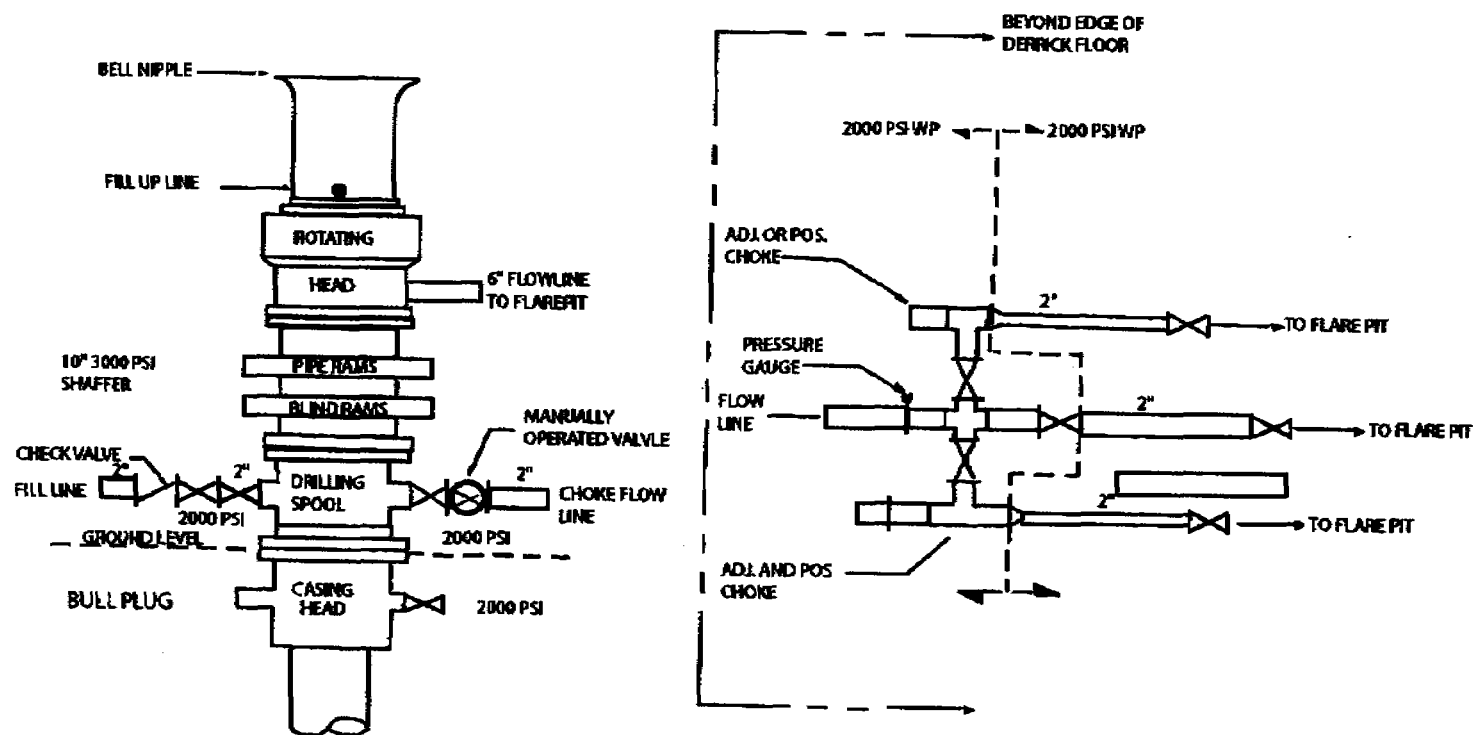 BELL NIPPLE
FILL UP LINE
ROTATING
HEAD
6" FLOWLINE
TO FLAREPIT
10" 3000 PSI
SHAFFER
PIPE RAMS
BLIND RAMS
MANUALLY
OPERATED VALVLE
CHECK VALVE
2"
FILL LINE
2"
2000 PSI
DRILLING
SPOOL
2"
CHOKE FLOW
LINE
2000 PSI
GROUND LEVEL
BULL PLUG
CASING
HEAD
2000 PSI
BEYOND EDGE OF
DERRICK FLOOR
2000 PSI WP
2000 PSI WP
ADJ. OR POS.
CHOKE
2"
TO FLARE PIT
PRESSURE
GAUGE
FLOW
LINE
2"
TO FLARE PIT
2"
TO FLARE PIT
ADJ. AND POS
CHOKE